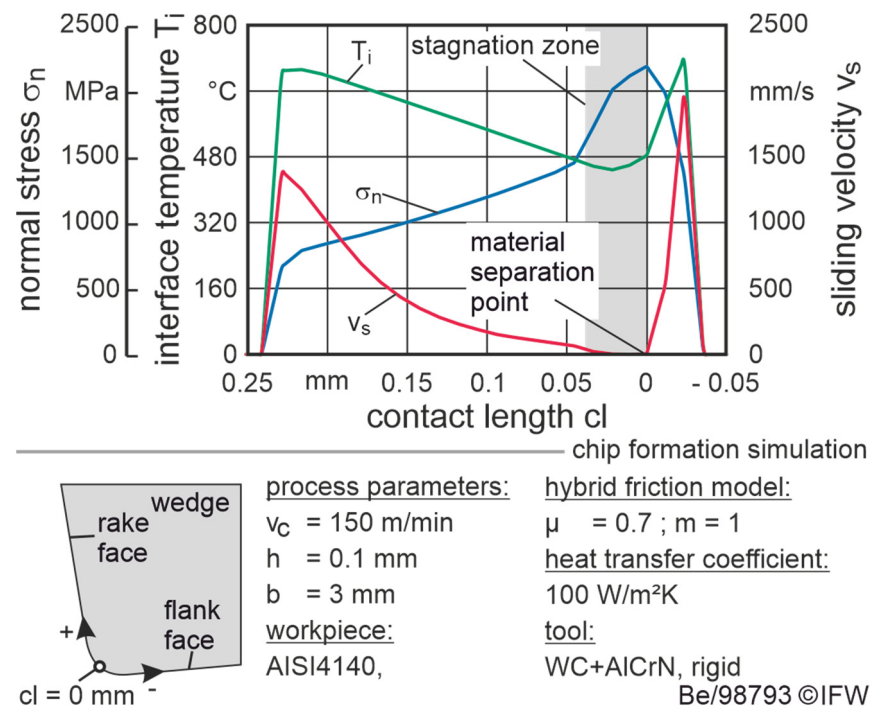 normal stress σn
2500
MPa
1500
1000
500
0
interface temperature Ti
800
°C
480
320
160
0
Ti
stagnation zone
σn
material
separation
point
vs
2500
mm/s
1500
1000
500
0
sliding velocity vs
0.25 mm 0.15 0.1 0.05 0 - 0.05
contact length cl
chip formation simulation
wedge
rake
face
flank
face
+
-
cl = 0 mm
process parameters:
vc = 150 m/min
h = 0.1 mm
b = 3 mm
workpiece:
AISI4140,
hybrid friction model:
µ = 0.7 ; m = 1
heat transfer coefficient:
100 W/m²K
tool:
WC+AlCrN, rigid
Be/98793 ©IFW